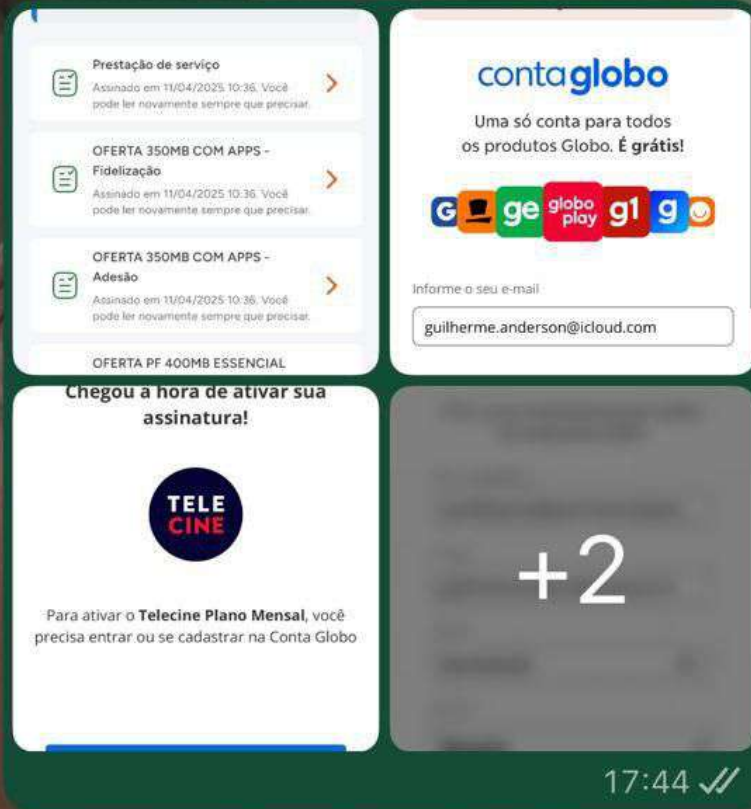 Prestação de serviço
Assinado em 11/04/2025 10:36. Você
pode ler novamente sempre que precisar.
OFERTA 350MB COM APPS -
Fidelização
Assinado em 11/04/2025 10:36. Você
pode ler novamente sempre que precisar.
OFERTA 350MB COM APPS -
Adesão
Assinado em 11/04/2025 10:36. Você
pode ler novamente sempre que precisar.
OFERTA PF 400MB ESSENCIAL
contaglobo
Uma só conta para todos
os produtos Globo. É grátis!
G ge globo play g1 g
Informe o seu e-mail
guilherme.anderson@icloud.com
Chegou a hora de ativar sua
assinatura!
TELE
CINE
Para ativar o Telecine Plano Mensal, você
precisa entrar ou se cadastrar na Conta Globo
+2
17:44